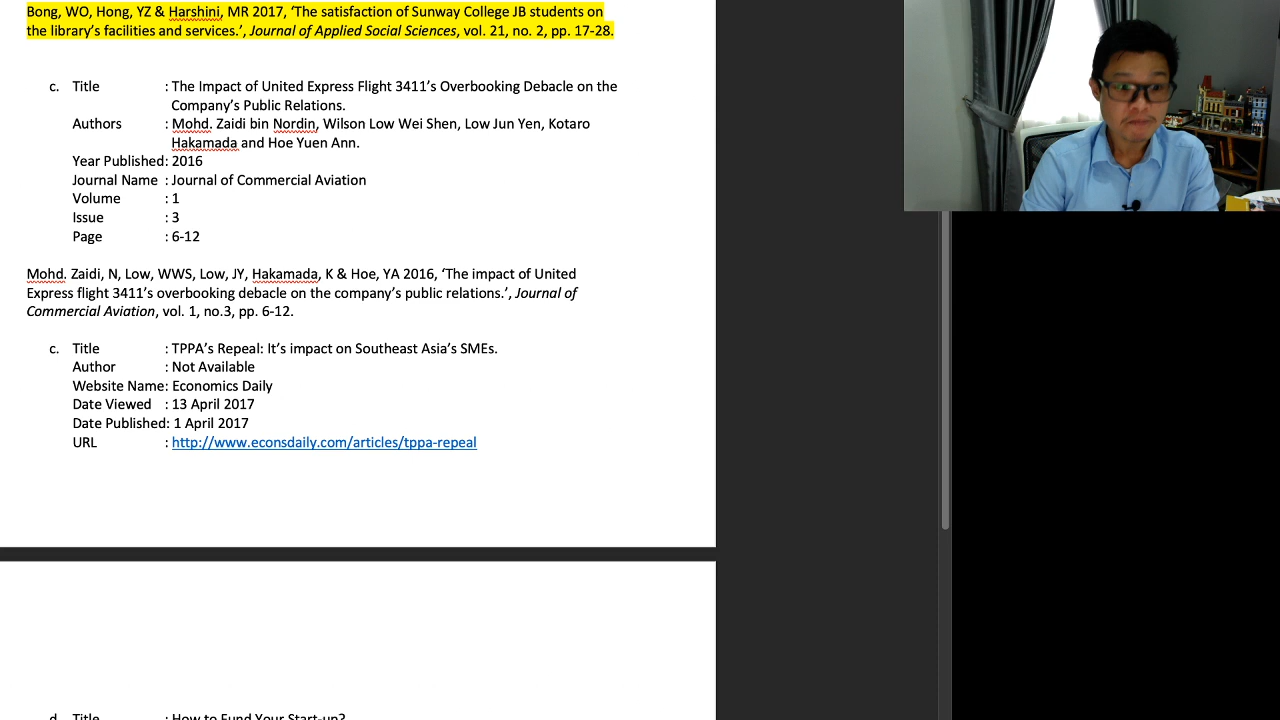 Bong, WO, Hong, YZ & Harshini, MR 2017, ‘The satisfaction of Sunway College JB students on
the library’s facilities and services.’, Journal of Applied Social Sciences, vol. 21, no. 2, pp. 17-28.
c. Title : The Impact of United Express Flight 3411’s Overbooking Debacle on the
Company’s Public Relations.
Authors : Mohd. Zaidi bin Nordin, Wilson Low Wei Shen, Low Jun Yen, Kotaro
Hakamada and Hoe Yuen Ann.
Year Published: 2016
Journal Name : Journal of Commercial Aviation
Volume : 1
Issue : 3
Page : 6-12
Mohd. Zaidi, N, Low, WWS, Low, JY, Hakamada, K & Hoe, YA 2016, ‘The impact of United
Express flight 3411’s overbooking debacle on the company’s public relations.’, Journal of
Commercial Aviation, vol. 1, no.3, pp. 6-12.
c. Title : TPPA’s Repeal: It’s impact on Southeast Asia’s SMEs.
Author : Not Available
Website Name: Economics Daily
Date Viewed : 13 April 2017
Date Published: 1 April 2017
URL : http://www.econsdaily.com/articles/tppa-repeal
d. Title : How to Fund Your Start-up?